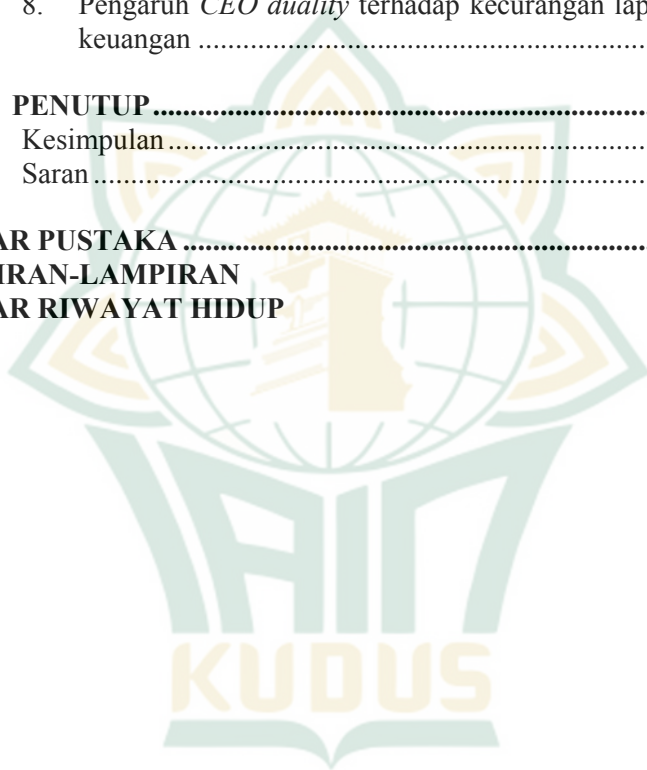 8. Pengaruh CEO duality terhadap kecurangan lap
keuangan ..........................................................
PENUTUP..................................................................
Kesimpulan................................................................
Saran..........................................................................
AR PUSTAKA ..............................................................
IRAN-LAMPIRAN
AR RIWAYAT HIDUP
IAIN
KUDUS